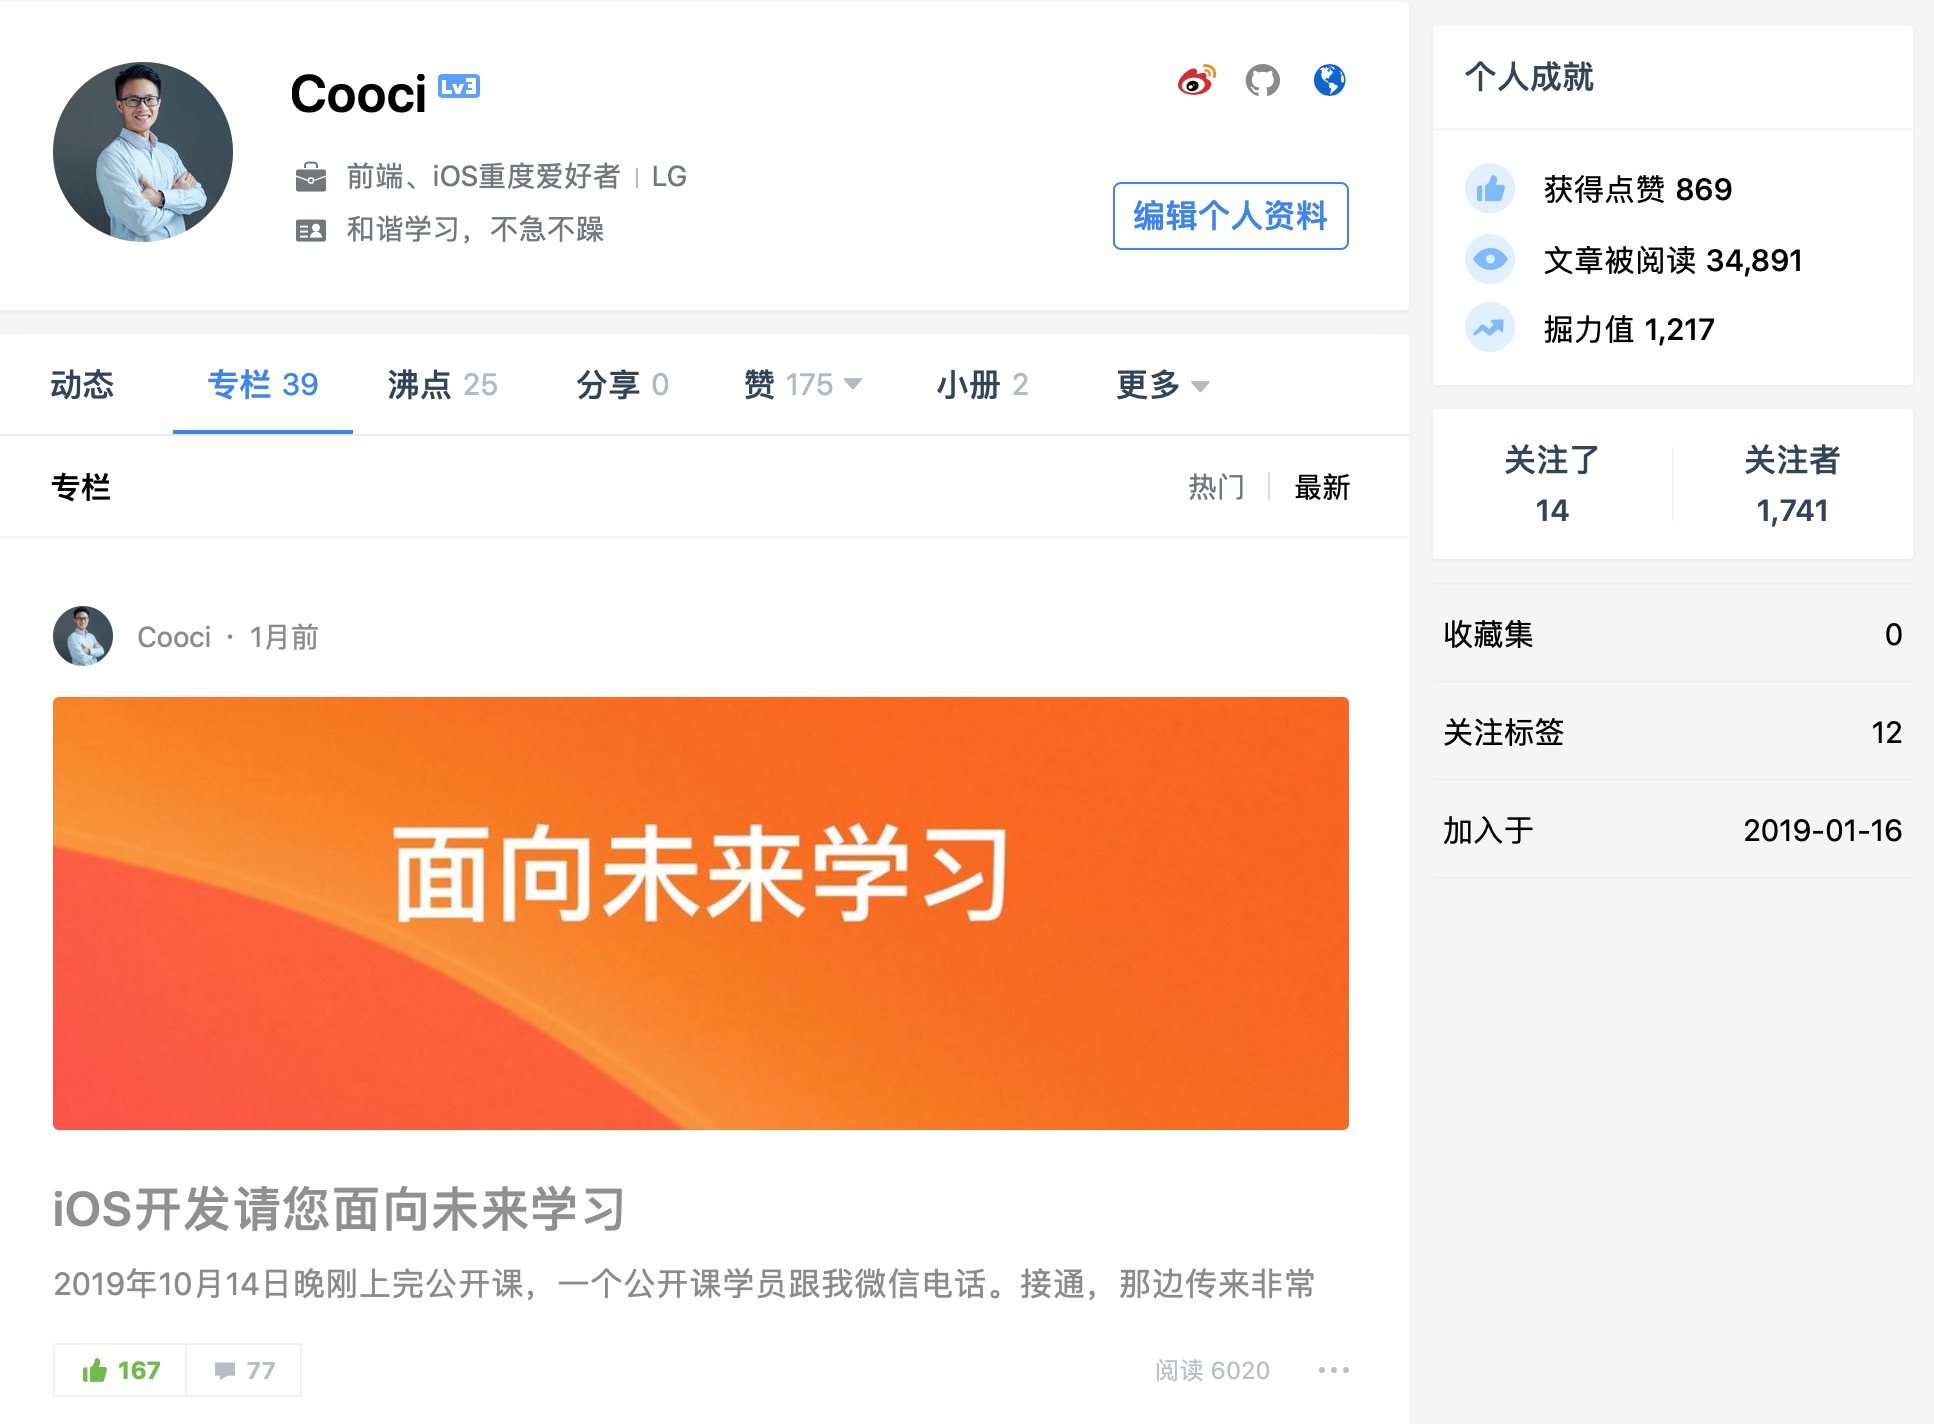 Cooci Lv3
前端、iOS重度爱好者 | LG
和谐学习，不急不躁
编辑个人资料
动态 专栏 39 沸点 25 分享 0 赞 175 小册 2 更多
专栏 热门 最新
Cooci · 1月前
面向未来学习
iOS开发请您面向未来学习
2019年10月14日晚刚上完公开课，一个公开课学员跟我微信电话。接通，那边传来非常
167 77 阅读 6020
个人成就
获得点赞 869
文章被阅读 34,891
掘力值 1,217
关注了 关注者
14 1,741
收藏集 0
关注标签 12
加入于 2019-01-16